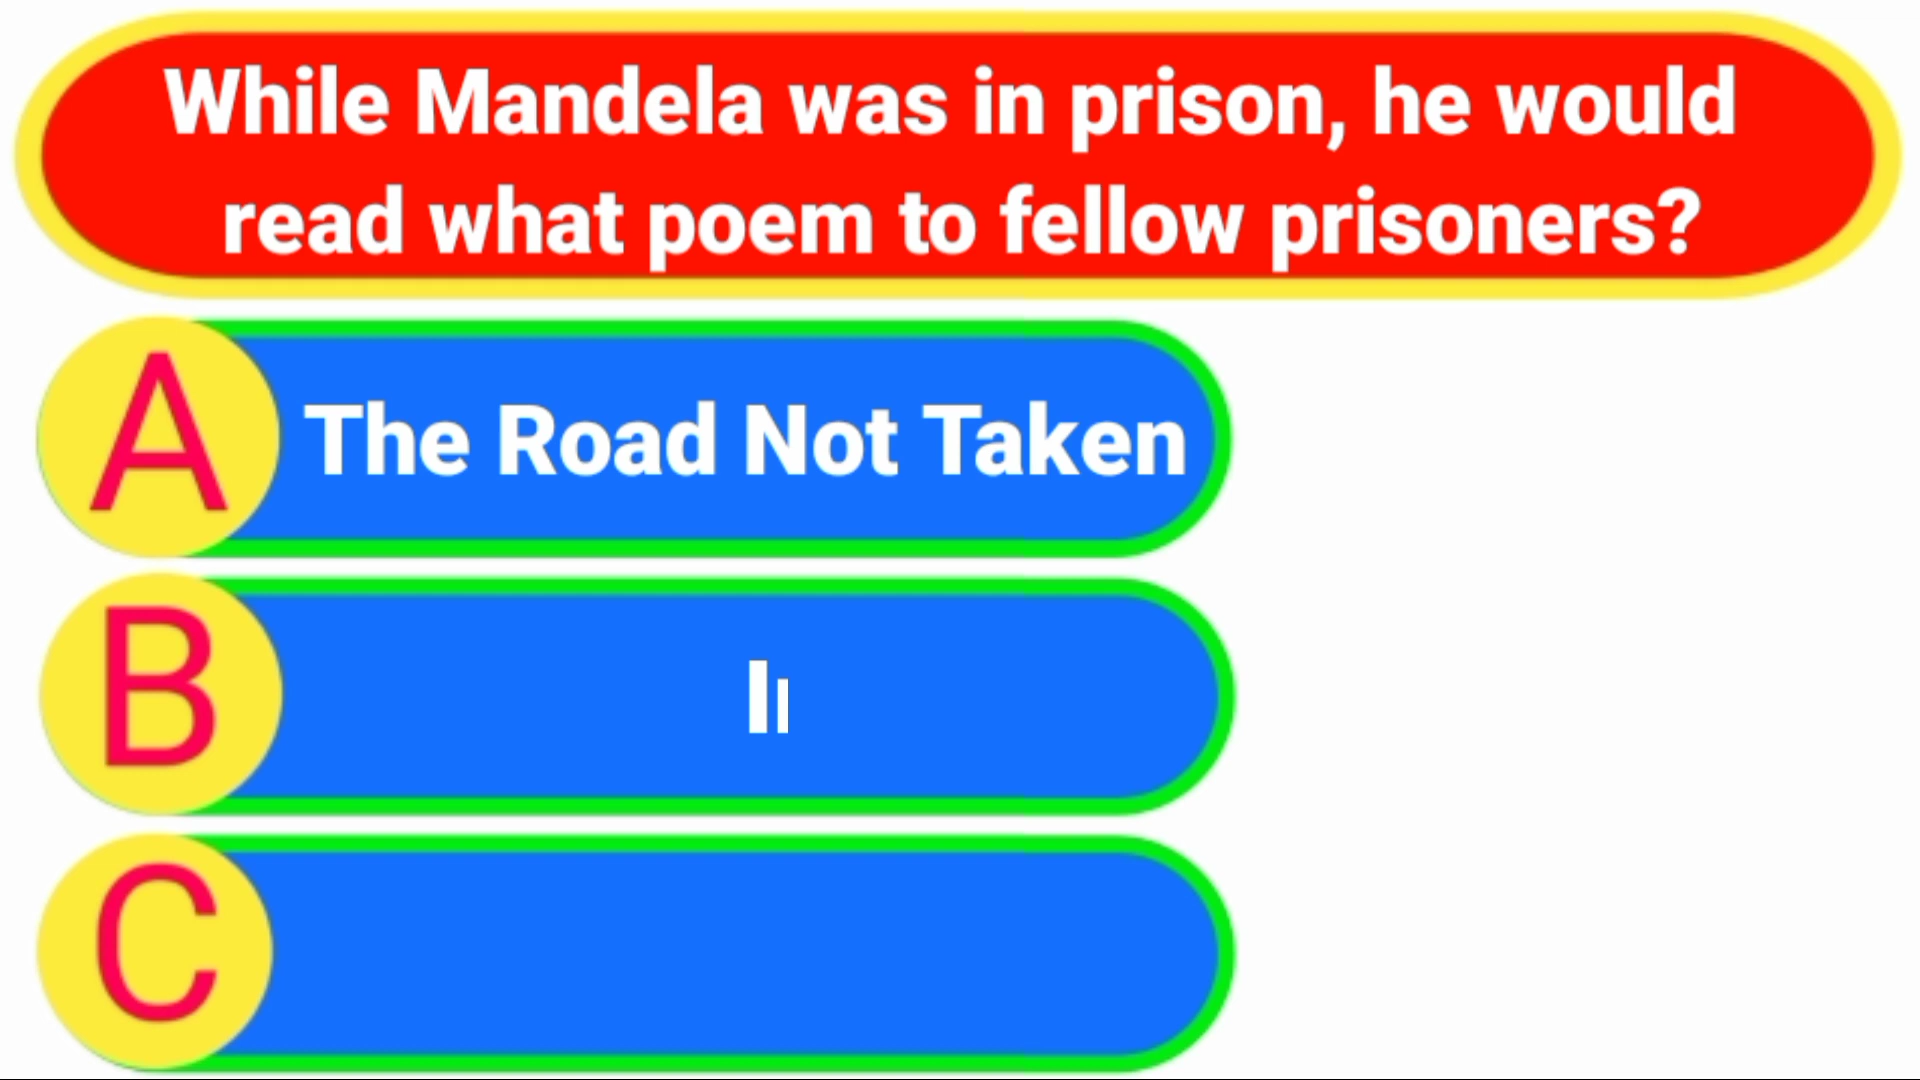 While Mandela was in prison, he would
read what poem to fellow prisoners?
A
The Road Not Taken
B
C